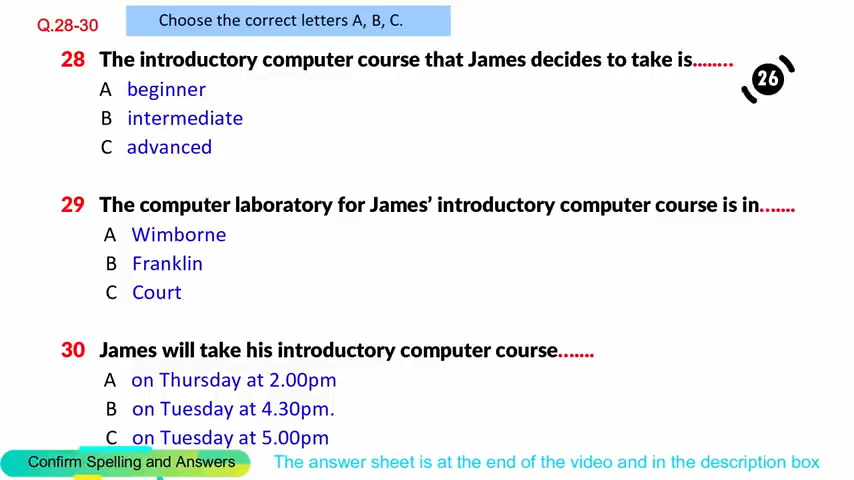 Q.28-30
Choose the correct letters A, B, C.
28 The introductory computer course that James decides to take is........
26
A beginner
B intermediate
C advanced
29 The computer laboratory for James' introductory computer course is in.......
A Wimborne
B Franklin
C Court
30 James will take his introductory computer course.......
A on Thursday at 2.00pm
B on Tuesday at 4.30pm.
C on Tuesday at 5.00pm
Confirm Spelling and Answers
The answer sheet is at the end of the video and in the description box